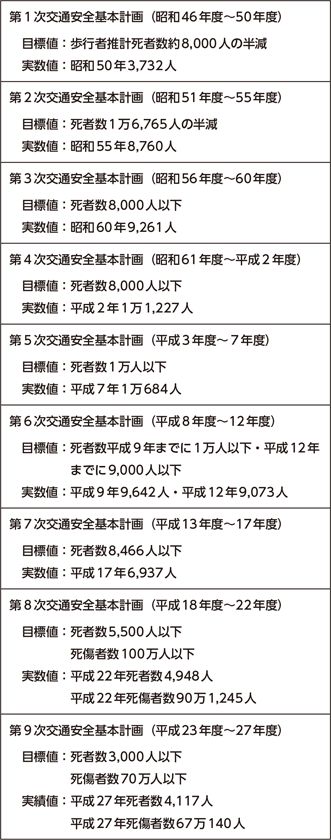 第1次交通安全基本計画（昭和46年度〜50年度）
目標値：歩行者推計死者数約8,000人の半減
実数値：昭和50年3,732人
第2次交通安全基本計画（昭和51年度〜55年度）
目標値：死者数1万6,765人の半減
実数値：昭和55年8,760人
第3次交通安全基本計画（昭和56年度〜60年度）
目標値：死者数8,000人以下
実数値：昭和60年9,261人
第4次交通安全基本計画（昭和61年度〜平成2年度）
目標値：死者数8,000人以下
実数値：平成2年1万1,227人
第5次交通安全基本計画（平成3年度〜7年度）
目標値：死者数1万人以下
実数値：平成7年1万684人
第6次交通安全基本計画（平成8年度〜12年度）
目標値：死者数平成9年までに1万人以下・平成12年
までに9,000人以下
実数値：平成9年9,642人・平成12年9,073人
第7次交通安全基本計画（平成13年度〜17年度）
目標値：死者数8,466人以下
実数値：平成17年6,937人
第8次交通安全基本計画（平成18年度〜22年度）
目標値：死者数5,500人以下
死傷者数100万人以下
実数値：平成22年死者数4,948人
平成22年死傷者数90万1,245人
第9次交通安全基本計画（平成23年度〜27年度）
目標値：死者数3,000人以下
死傷者数70万人以下
実績値：平成27年死者数4,117人
平成27年死傷者数67万140人